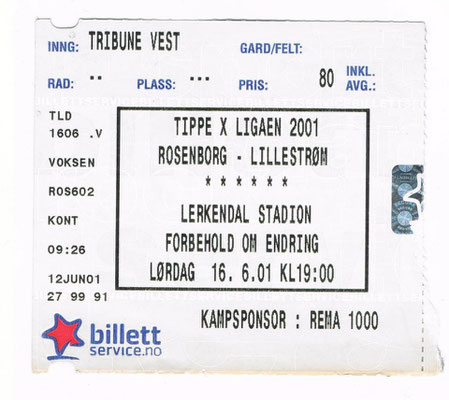 INNG: TRIBUNE VEST GARD/FELT:
RAD: .. PLASS: ... PRIS: 80 INKL. AVG.:
TLD
1606 .V
VOKSEN
ROS602
KONT
09:26
12JUN01
27 99 91
TIPPE X LIGAEN 2001
ROSENBORG - LILLESTRØM
* * * * * *
LERKENDAL STADION
FORBEHOLD OM ENDRING
LØRDAG 16. 6.01 KL19:00
KAMPSPONSOR : REMA 1000
billett
service.no